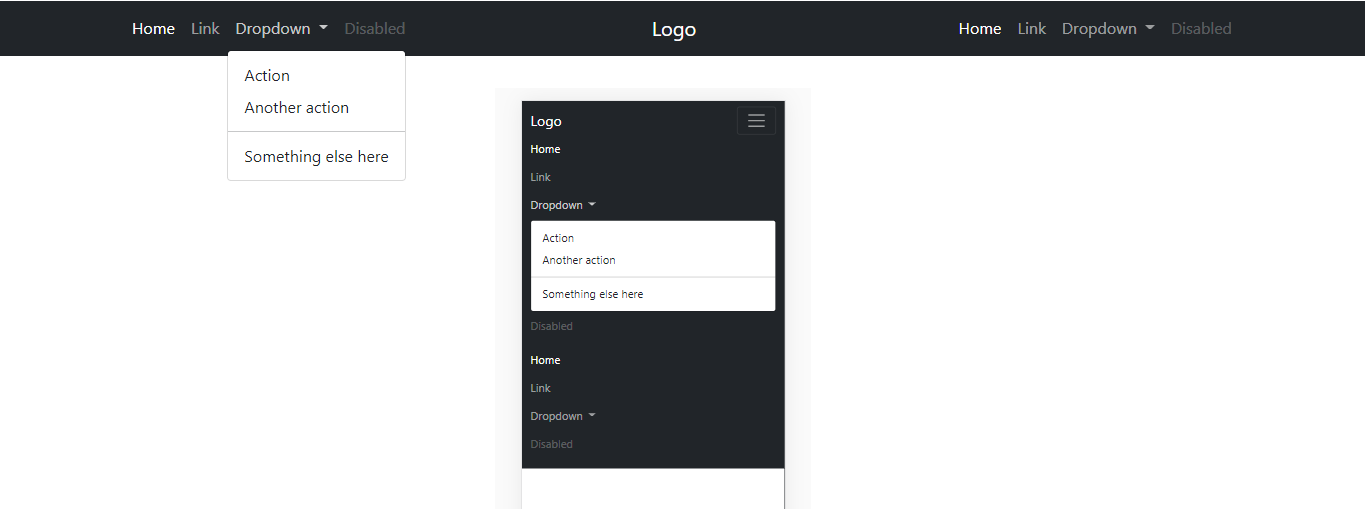 Home Link Dropdown Disabled Logo Home Link Dropdown Disabled
Action
Another action
Something else here
Logo
Home
Link
Dropdown
Action
Another action
Something else here
Disabled
Home
Link
Dropdown
Disabled